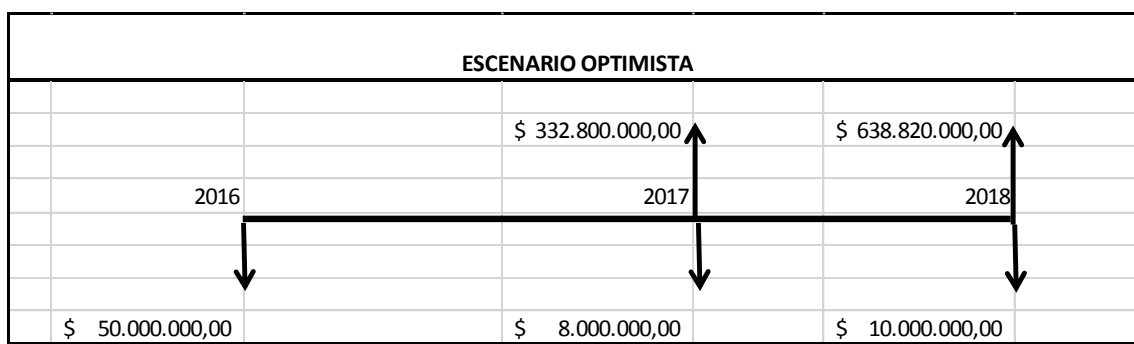 ESCENARIO OPTIMISTA
$ 332.800.000,00 $ 638.820.000,00
2016 2017 2018
$ 50.000.000,00 $ 8.000.000,00 $ 10.000.000,00